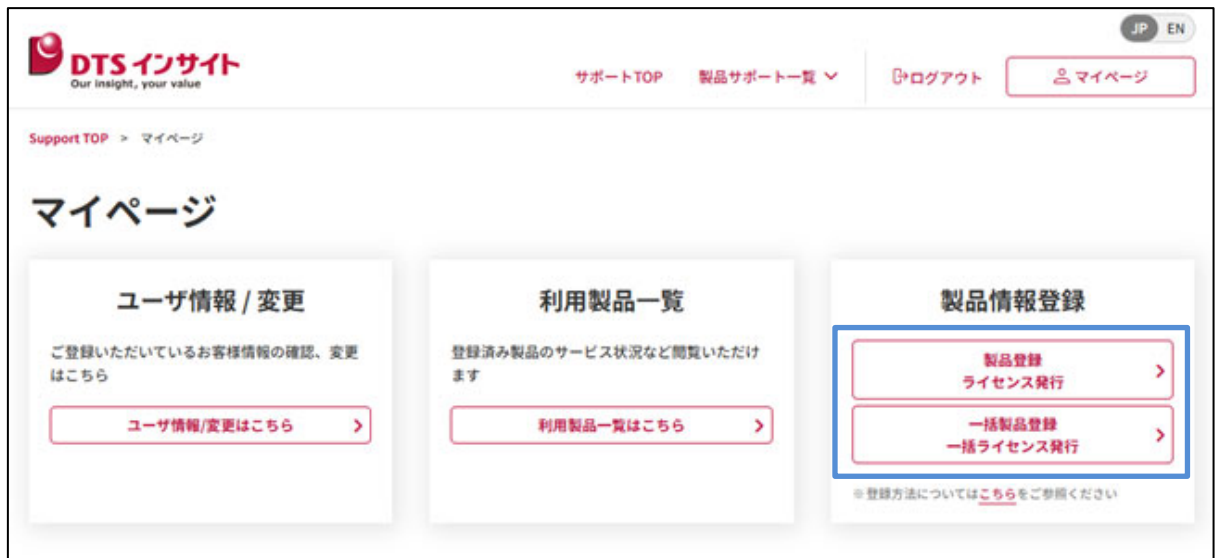 JP EN
DTS インサイト
Our insight, your value
サポートTOP 製品サポート一覧 ログアウト マイページ
Support TOP > マイページ
マイページ
ユーザ情報 / 変更
ご登録いただいているお客様情報の確認、変更
はこちら
ユーザ情報/変更はこちら
利用製品一覧
登録済み製品のサービス状況など閲覧いただけ
ます
利用製品一覧はこちら
製品情報登録
製品登録
ライセンス発行
一括製品登録
一括ライセンス発行
※登録方法についてはこちらをご参照ください